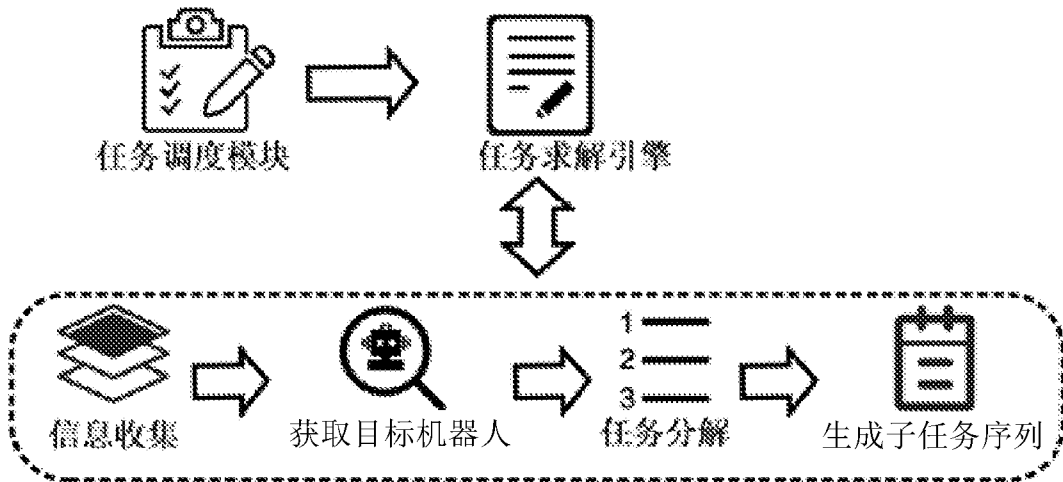 任务调度模块
任务求解引擎
1
2
3
信息收集
获取目标机器人
任务分解
生成子任务序列